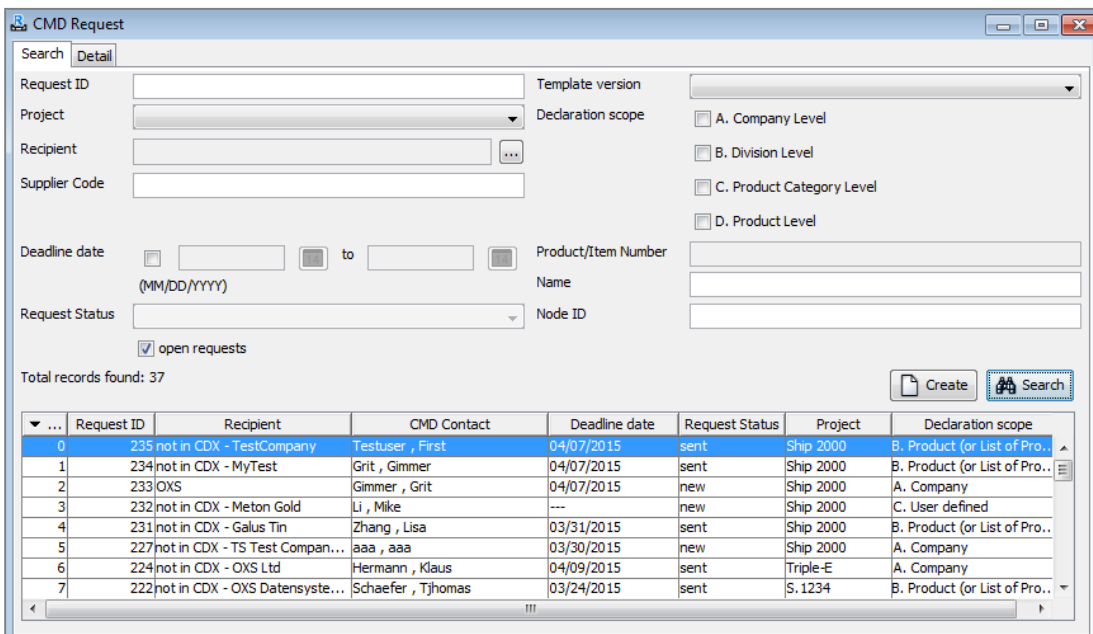 CMD Request
Search Detail
Request ID Template version
Project Declaration scope A. Company Level
Recipient ... B. Division Level
Supplier Code C. Product Category Level
D. Product Level
Deadline date 14 to 14 Product/Item Number
(MM/DD/YYYY) Name
Request Status Node ID
open requests
Total records found: 37 Create Search
... Request ID Recipient CMD Contact Deadline date Request Status Project Declaration scope
0 235 not in CDX - TestCompany Testuser , First 04/07/2015 sent Ship 2000 B. Product (or List of Pro...
1 234 not in CDX - MyTest Grit , Gimmer 04/07/2015 sent Ship 2000 B. Product (or List of Pro...
2 233 OXS Gimmer , Grit 04/07/2015 new Ship 2000 A. Company
3 232 not in CDX - Meton Gold Li , Mike --- new Ship 2000 C. User defined
4 231 not in CDX - Galus Tin Zhang , Lisa 03/31/2015 sent Ship 2000 B. Product (or List of Pro...
5 227 not in CDX - TS Test Compan... aaa , aaa 03/30/2015 new Ship 2000 A. Company
6 224 not in CDX - OXS Ltd Hermann , Klaus 04/09/2015 sent Triple-E A. Company
7 222 not in CDX - OXS Datensyste... Schaefer , Tjhomas 03/24/2015 sent S.1234 B. Product (or List of Pro...